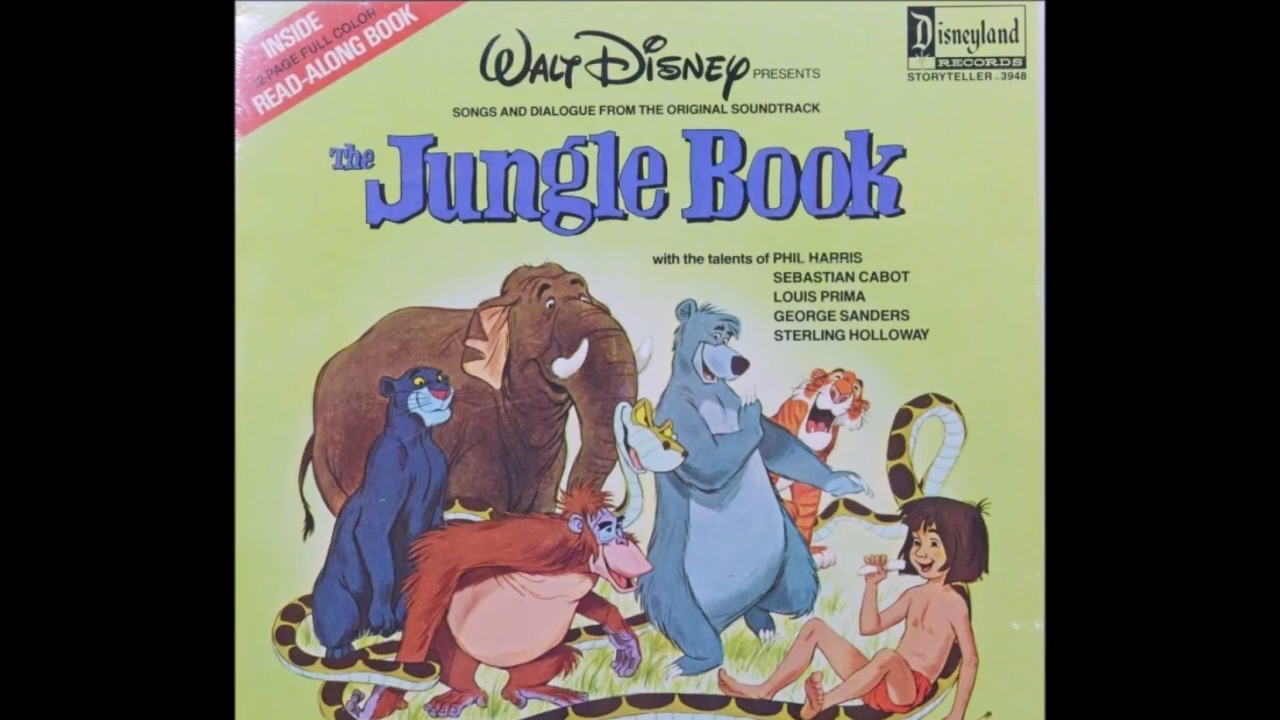 INSIDE
12-PAGE FULL COLOR
READ-ALONG BOOK
WALT DISNEY PRESENTS
Disneyland
RECORDS
STORYTELLER 3948
SONGS AND DIALOGUE FROM THE ORIGINAL SOUNDTRACK
The Jungle Book
with the talents of PHIL HARRIS
SEBASTIAN CABOT
LOUIS PRIMA
GEORGE SANDERS
STERLING HOLLOWAY